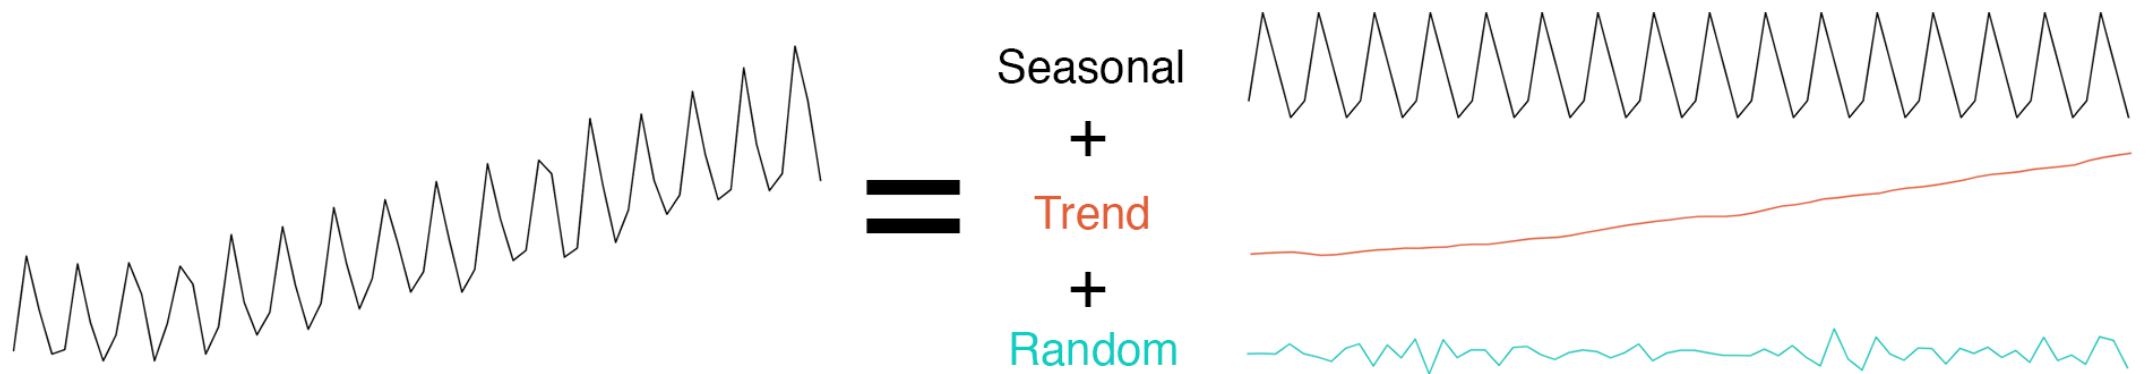 Seasonal
+
Trend
+
Random
=